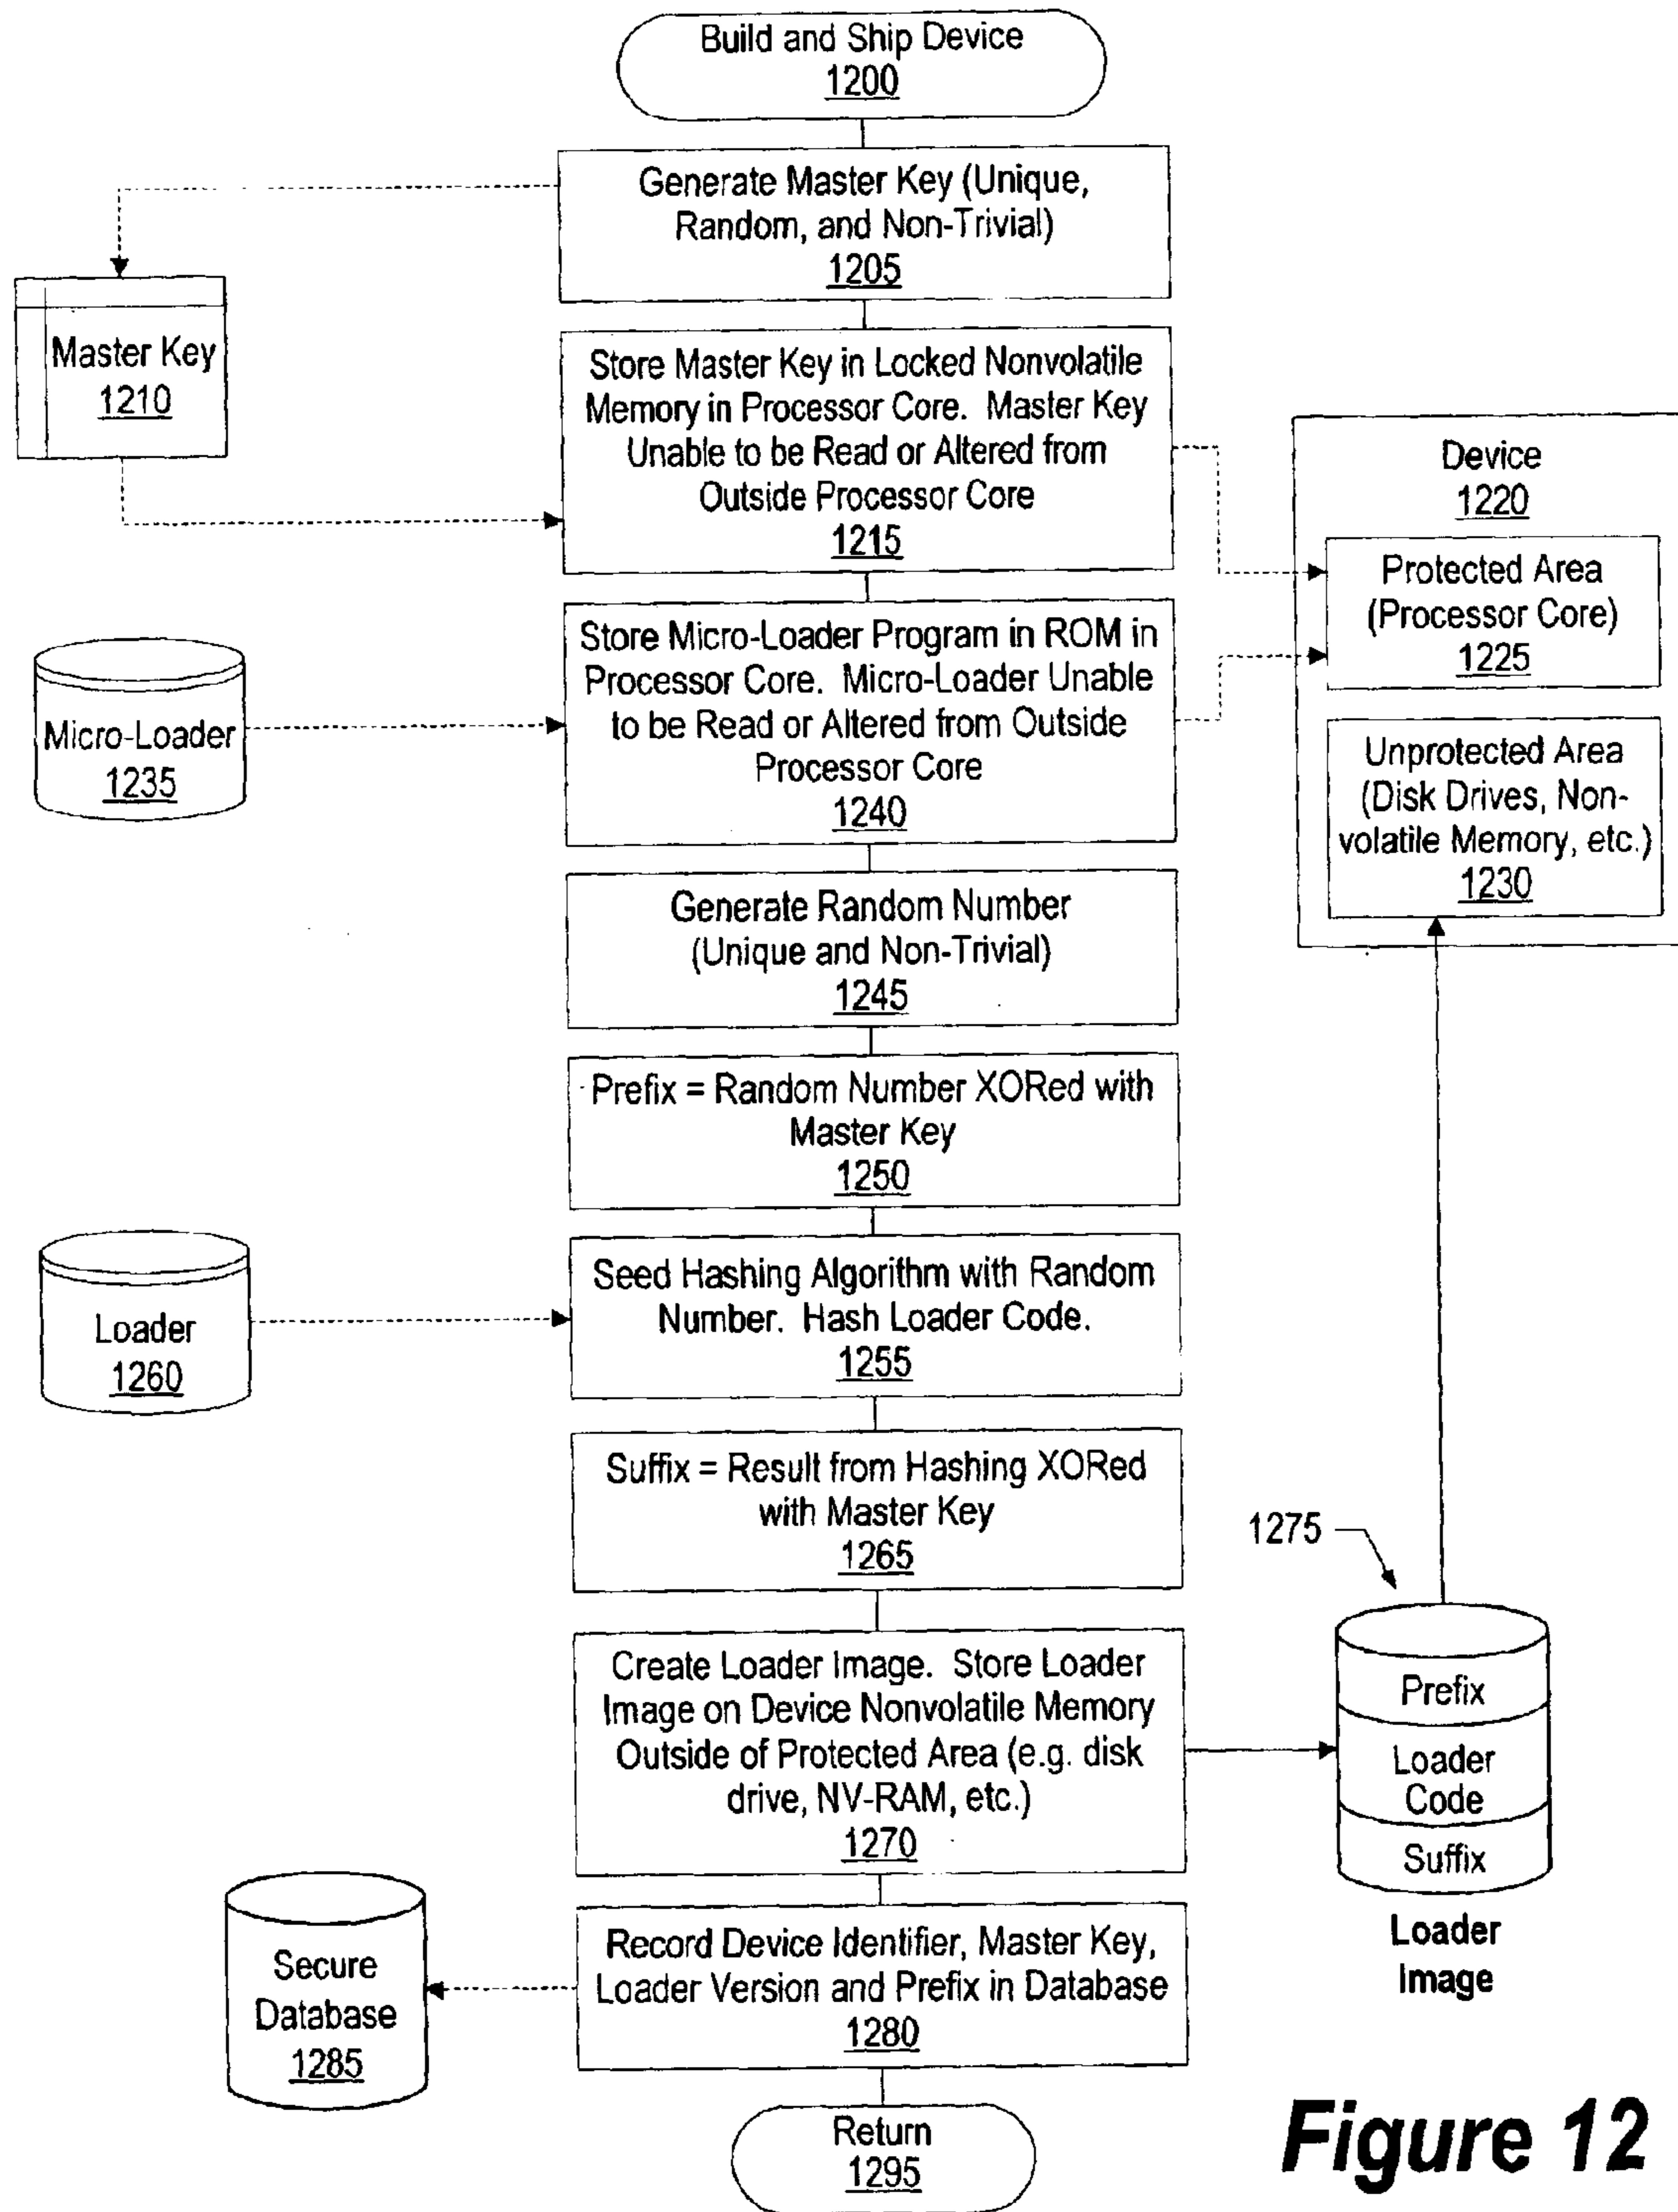 Build and Ship Device
1200
Generate Master Key (Unique,
Random, and Non-Trivial)
1205
Master Key
1210
Store Master Key in Locked Nonvolatile
Memory in Processor Core. Master Key
Unable to be Read or Altered from
Outside Processor Core
1215
Device
1220
Protected Area
(Processor Core)
1225
Unprotected Area
(Disk Drives, Non-
volatile Memory, etc.)
1230
Micro-Loader
1235
Store Micro-Loader Program in ROM in
Processor Core. Micro-Loader Unable
to be Read or Altered from Outside
Processor Core
1240
Generate Random Number
(Unique and Non-Trivial)
1245
Prefix = Random Number XORed with
Master Key
1250
Loader
1260
Seed Hashing Algorithm with Random
Number. Hash Loader Code.
1255
Suffix = Result from Hashing XORed
with Master Key
1265
1275
Create Loader Image. Store Loader
Image on Device Nonvolatile Memory
Outside of Protected Area (e.g. disk
drive, NV-RAM, etc.)
1270
Prefix
Loader
Code
Suffix
Loader
Image
Secure
Database
1285
Record Device Identifier, Master Key,
Loader Version and Prefix in Database
1280
Return
1295
Figure 12